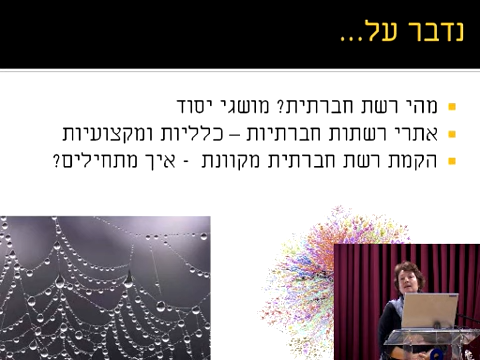 נדבר על...
מהי רשת חברתית? מושגי יסוד
אתרי רשתות חברתיות – כלליות ומקצועיות
הקמת רשת חברתית מקוונת - איך מתחילים?